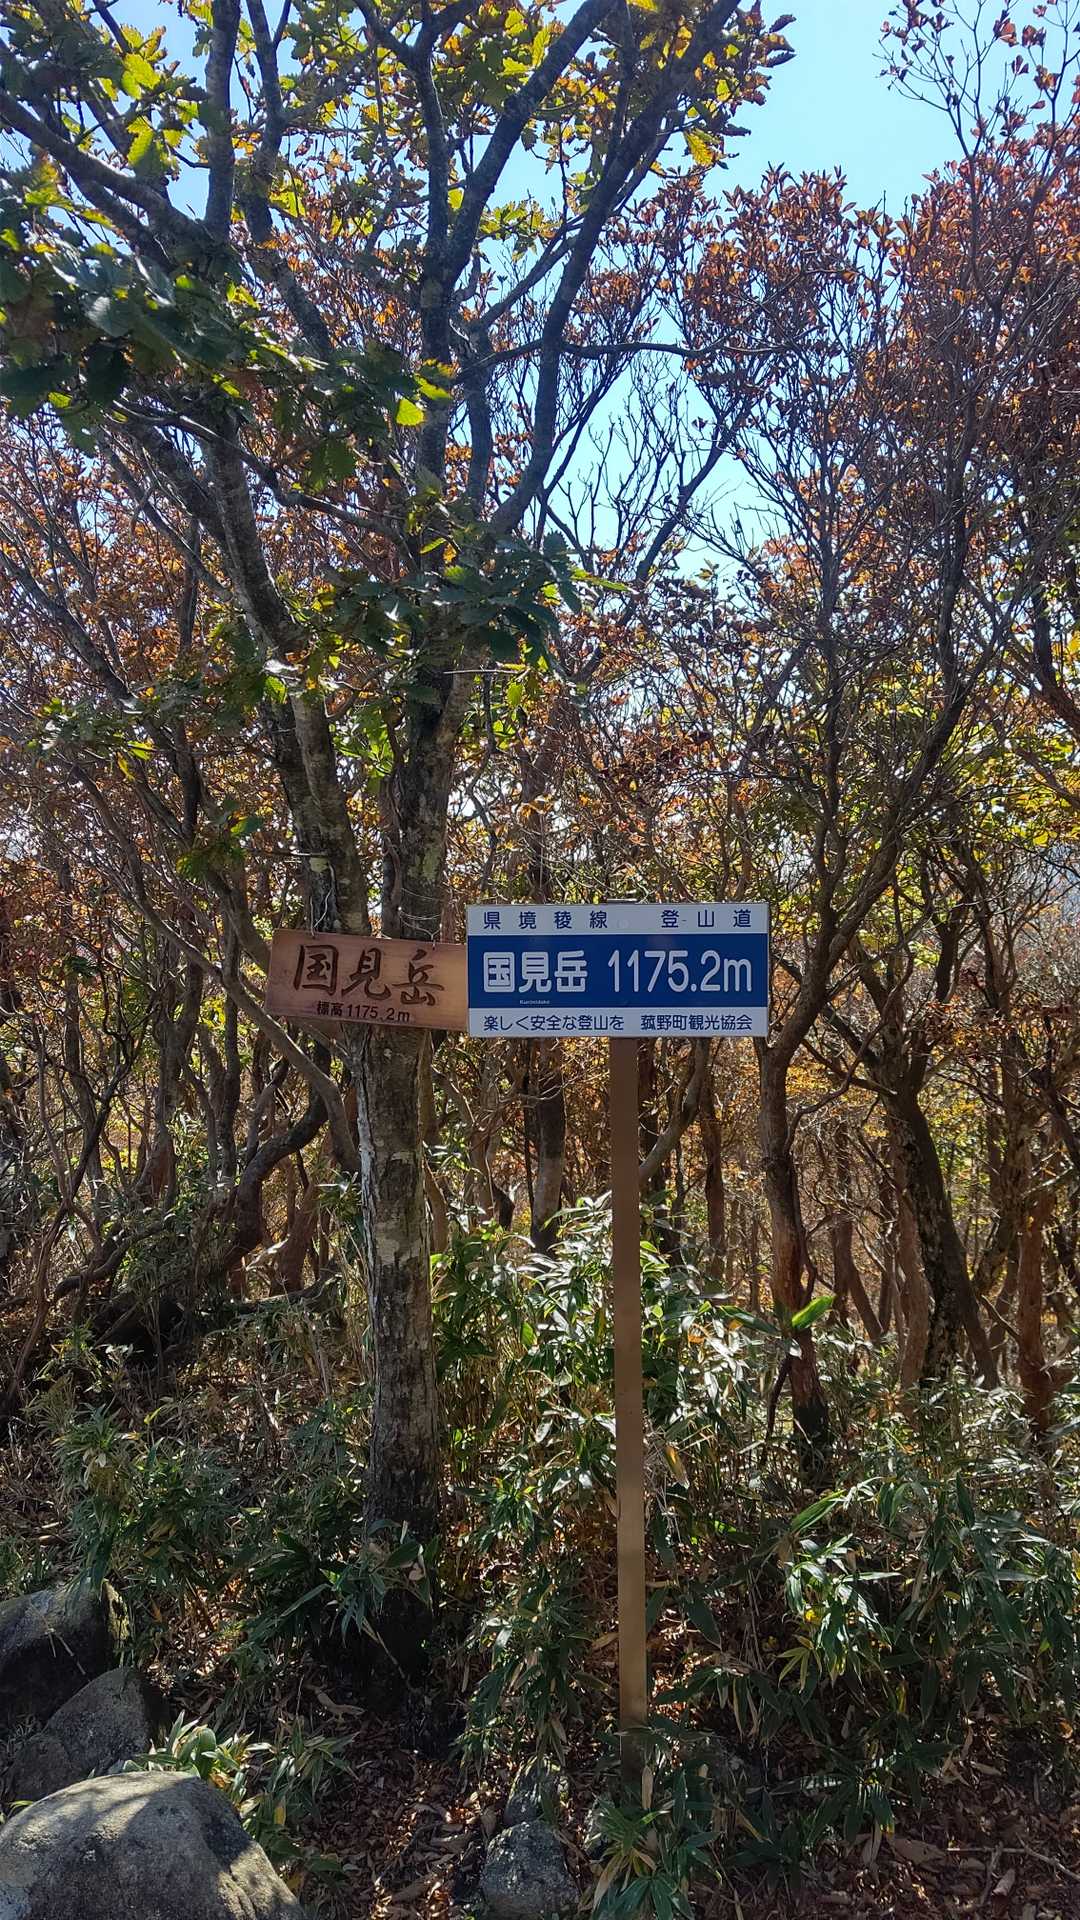 国見岳
標高1175.2m
県境稜線 登山道
国見岳 1175.2m
Kunimidake
楽しく安全な登山を 菰野町観光協会